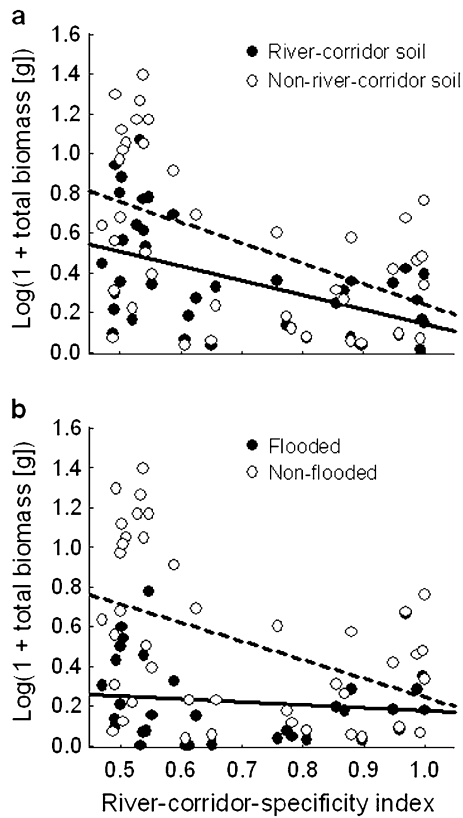 a
Log(1 + total biomass [g])
1.6
1.4
1.2
1.0
0.8
0.6
0.4
0.2
0.0
River-corridor soil
Non-river-corridor soil
b
Log(1 + total biomass [g])
1.6
1.4
1.2
1.0
0.8
0.6
0.4
0.2
0.0
Flooded
Non-flooded
0.5 0.6 0.7 0.8 0.9 1.0
River-corridor-specificity index